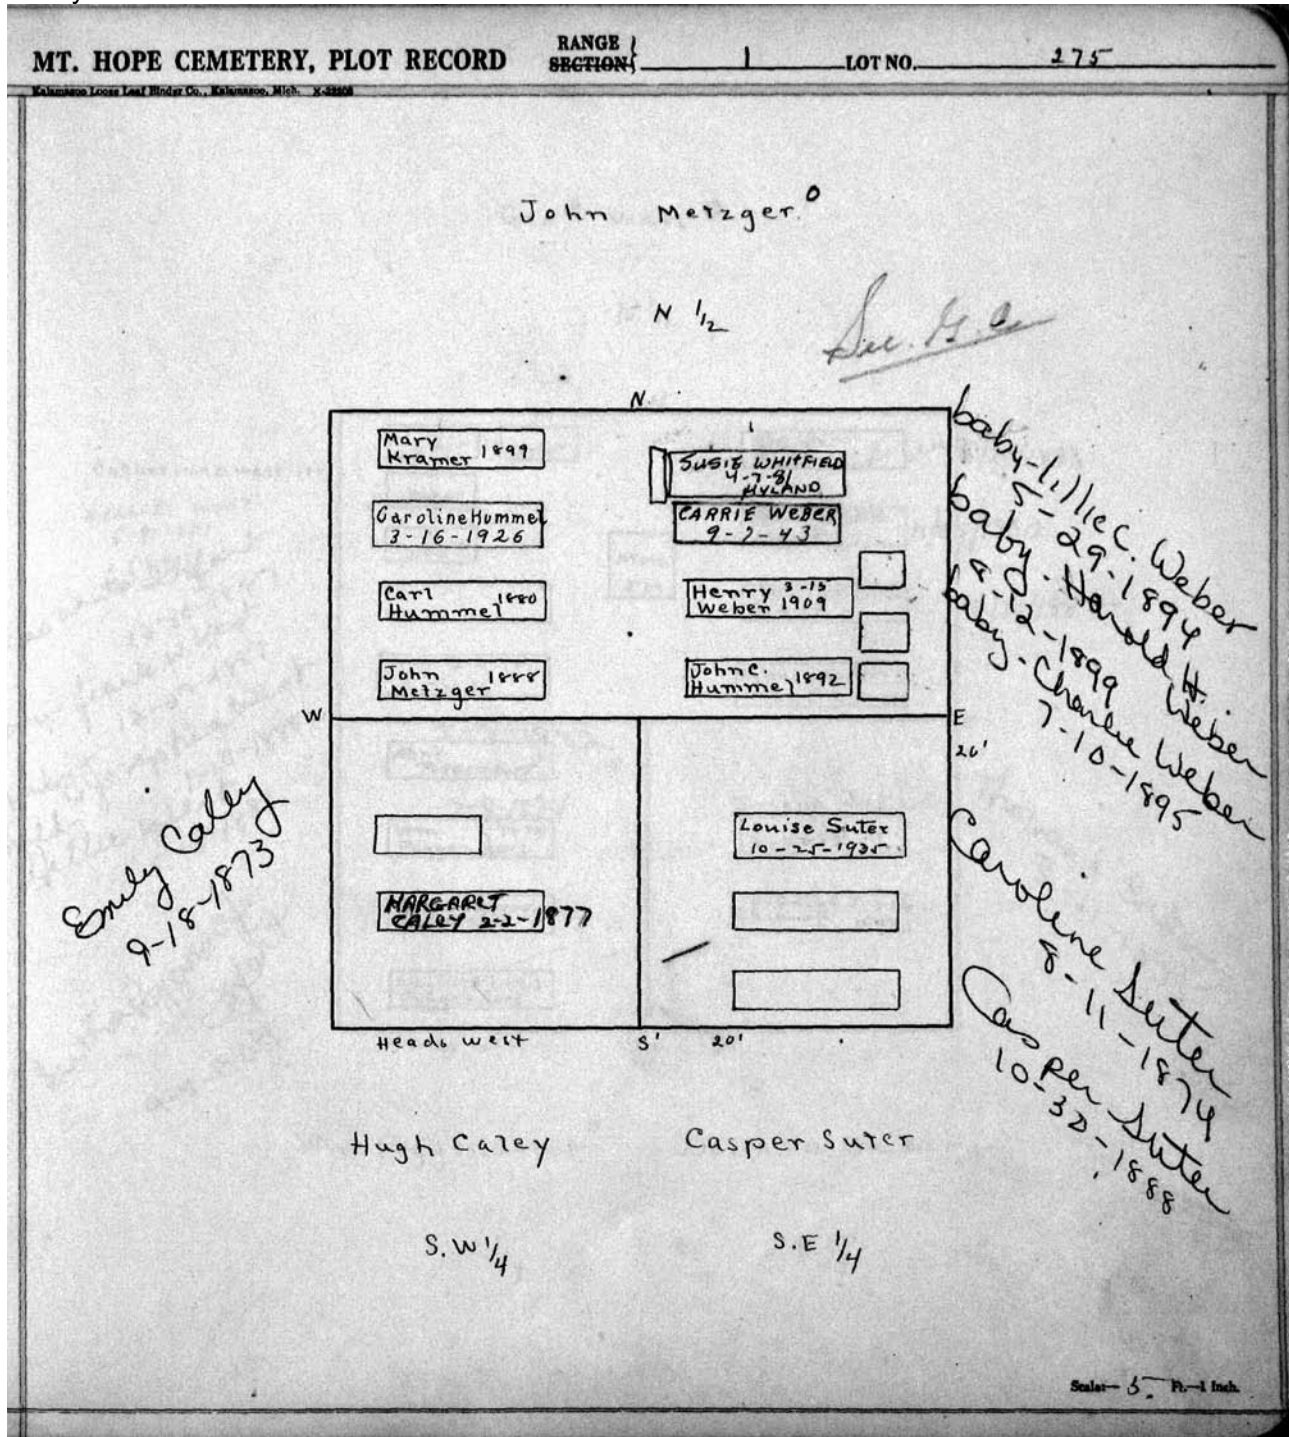 MT. HOPE CEMETERY, PLOT RECORD RANGE SECTION 1 LOT NO. 275
Kalamazoo Loose Leaf Binder Co., Kalamazoo, Mich.
John Metzger
N 1/2
Sec. G.
N
Mary
Kramer 1899
SUSIE WHITFIELD
4-7-81
HYLAND
Caroline Hummel
3-16-1926
CARRIE WEBER
9-7-43
Carl
Hummel 1880
Henry 3-15
Weber 1909
John 1888
Metzger
John C.
Hummel 1892
baby-Lillie C. Weber
5-29-1894
baby. Harold H. Weber
9-12-1899
baby. Charlie Weber
7-10-1895
W
E
20'
Emily Caley
9-18-1873
Louise Suter
10-25-1935
MARGARET
CALEY 2-2-1877
Caroline Suter
8-11-1874
Casper Suter
10-30-1888
Heads West S' 20'
Hugh Caley Casper Suter
S.W 1/4 S.E 1/4
Scale— 5 Ft.—1 Inch.